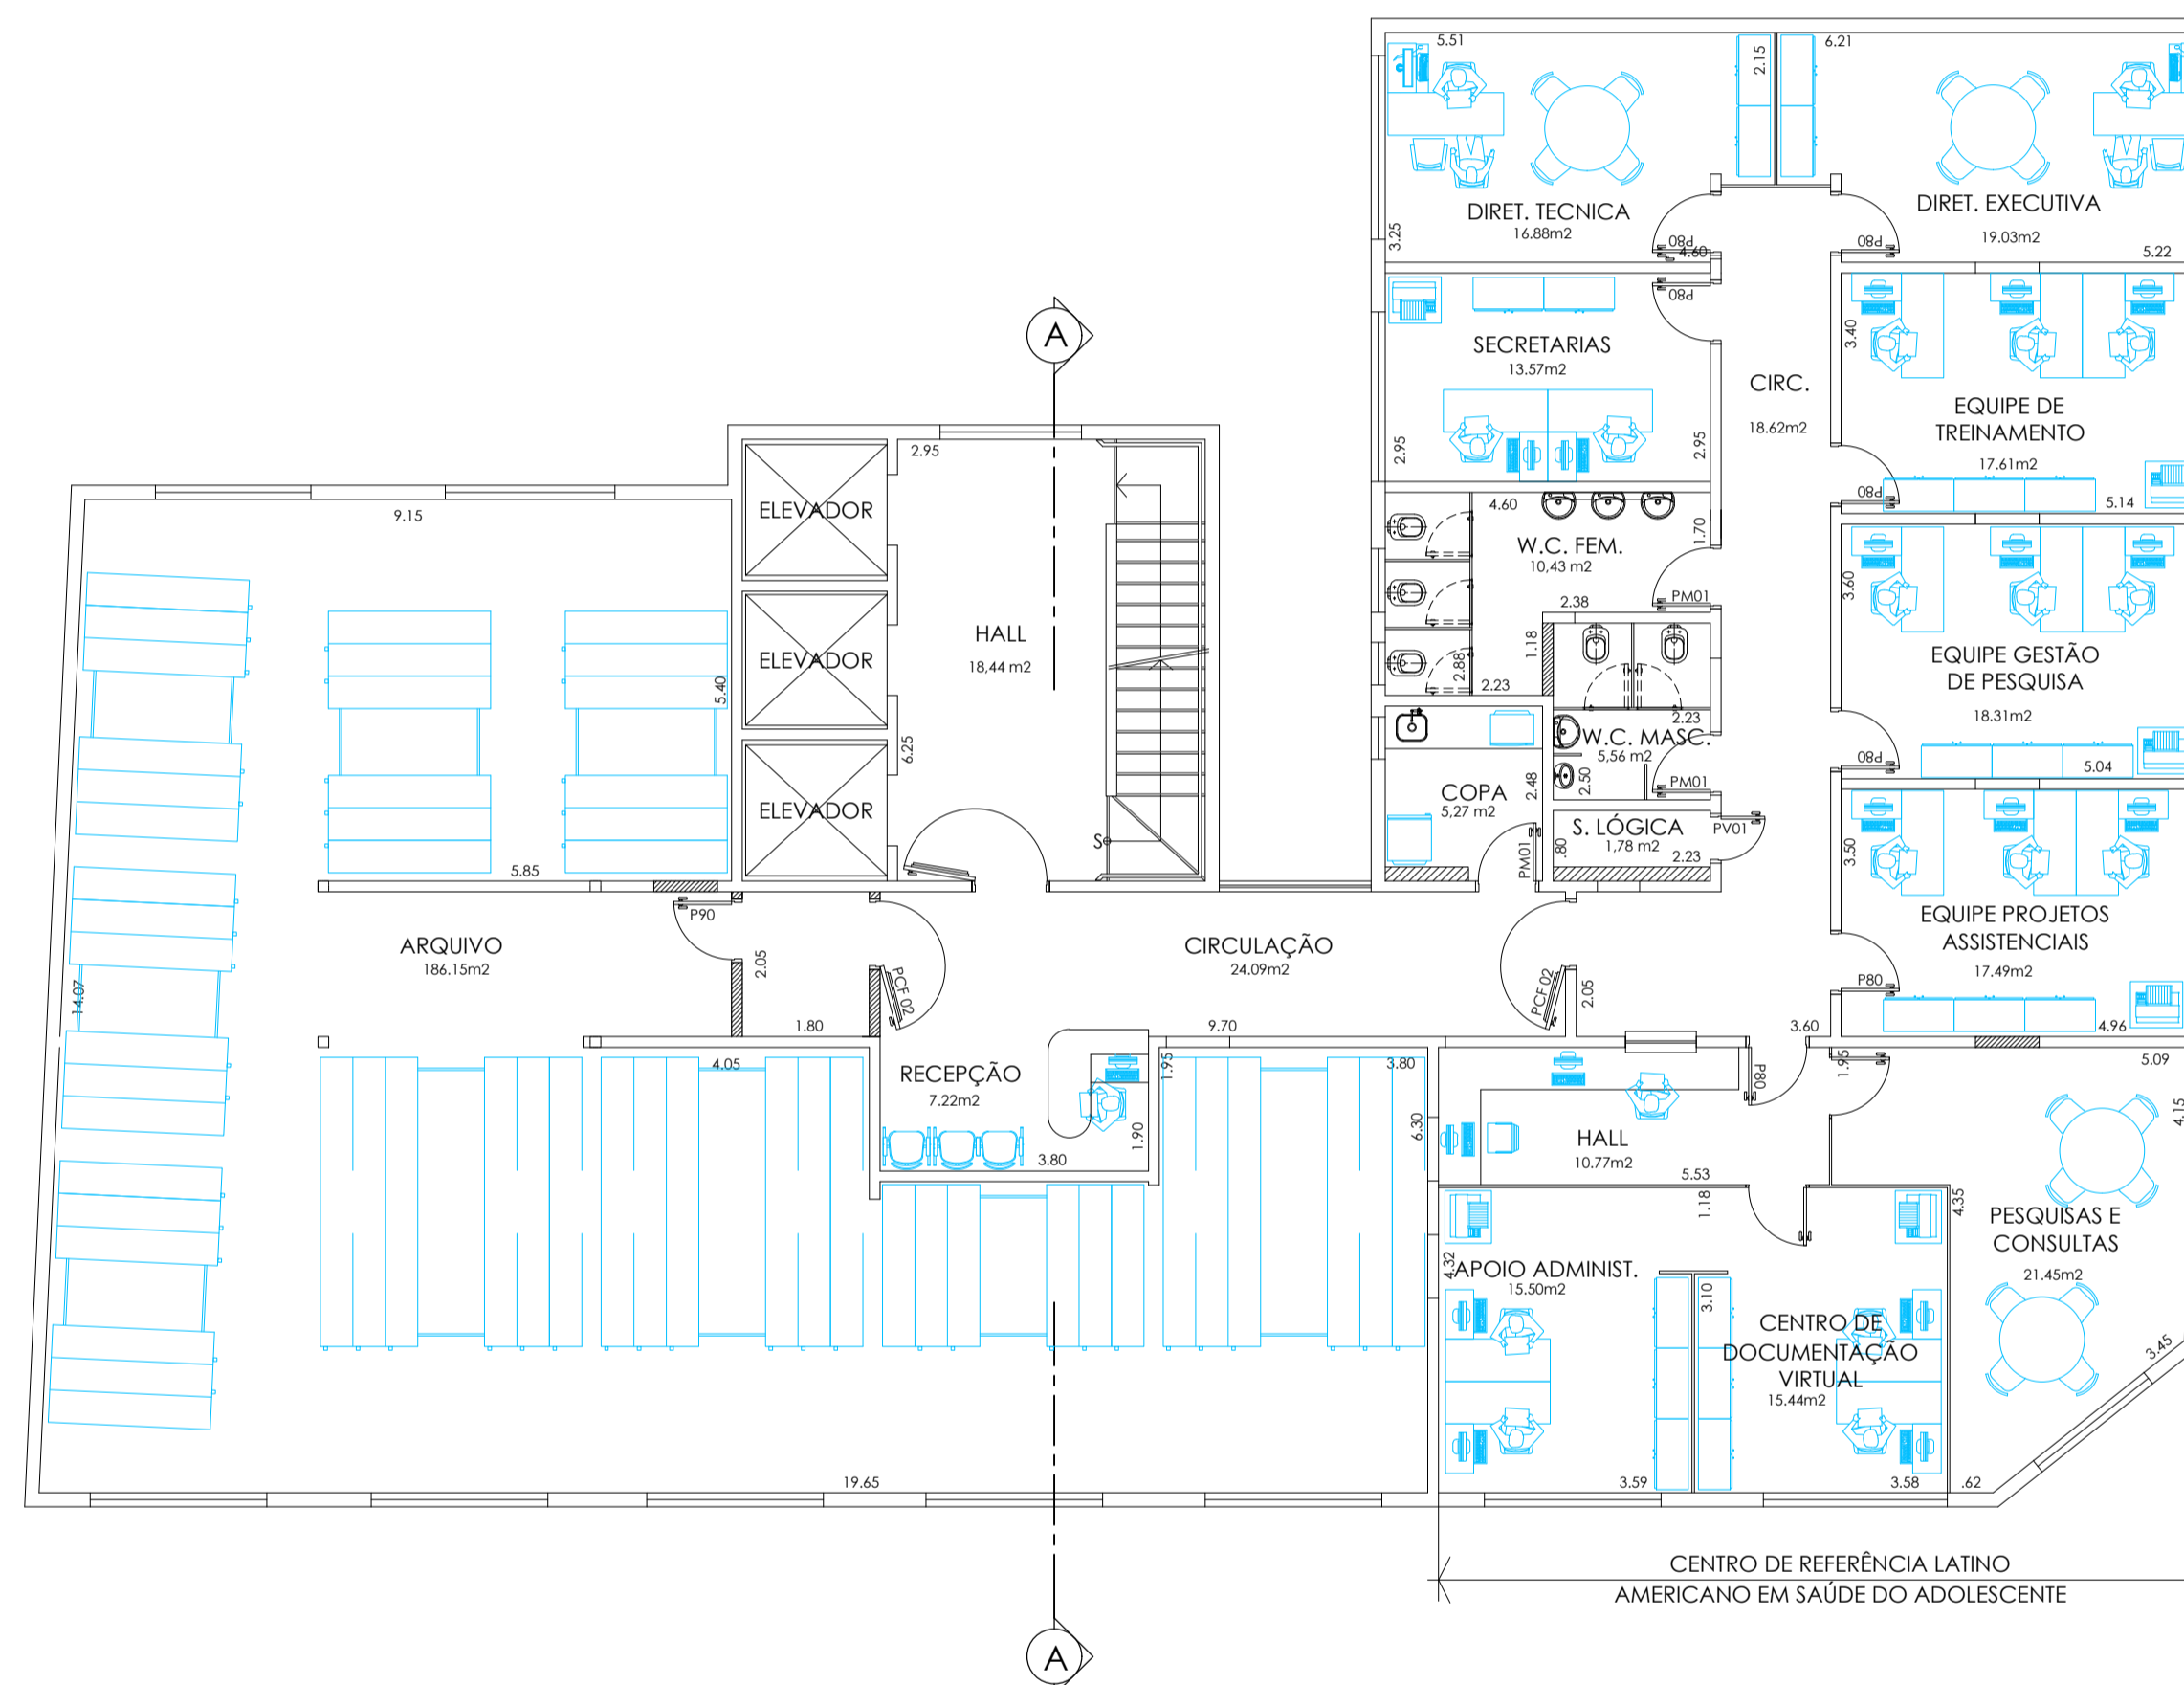 5.51
2.15
6.21
DIRET. TECNICA
16.88m2
3.25
P80
4.60
DIRET. EXECUTIVA
19.03m2
P80
5.22
P80
SECRETARIAS
13.57m2
2.95
2.95
CIRC.
18.62m2
3.40
EQUIPE DE
TREINAMENTO
17.61m2
P80
5.14
A
2.95
ELEVADOR
ELEVADOR
ELEVADOR
HALL
18,44 m2
6.25
S
9.15
5.40
5.85
14.07
4.60
1.70
W.C. FEM.
10,43 m2
PM01
2.38
1.18
2.88
2.23
3.60
EQUIPE GESTÃO
DE PESQUISA
18.31m2
P80
5.04
2.23
W.C. MASC.
5,56 m2
2.50
PM01
COPA
5,27 m2
2.48
PM01
S. LÓGICA
1,78 m2
.80
2.23
PV01
3.50
EQUIPE PROJETOS
ASSISTENCIAIS
17.49m2
P80
4.96
P90
ARQUIVO
186.15m2
2.05
1.80
PCF 02
CIRCULAÇÃO
24.09m2
9.70
PCF 02
2.05
3.60
4.05
RECEPÇÃO
7.22m2
1.95
1.90
3.80
3.80
6.30
P80
1.95
5.09
4.15
HALL
10.77m2
5.53
1.18
4.35
PESQUISAS E
CONSULTAS
21.45m2
3.45
4.32
APOIO ADMINIST.
15.50m2
3.10
CENTRO DE
DOCUMENTAÇÃO
VIRTUAL
15.44m2
19.65
3.59
3.58
.62
CENTRO DE REFERÊNCIA LATINO
AMERICANO EM SAÚDE DO ADOLESCENTE
A